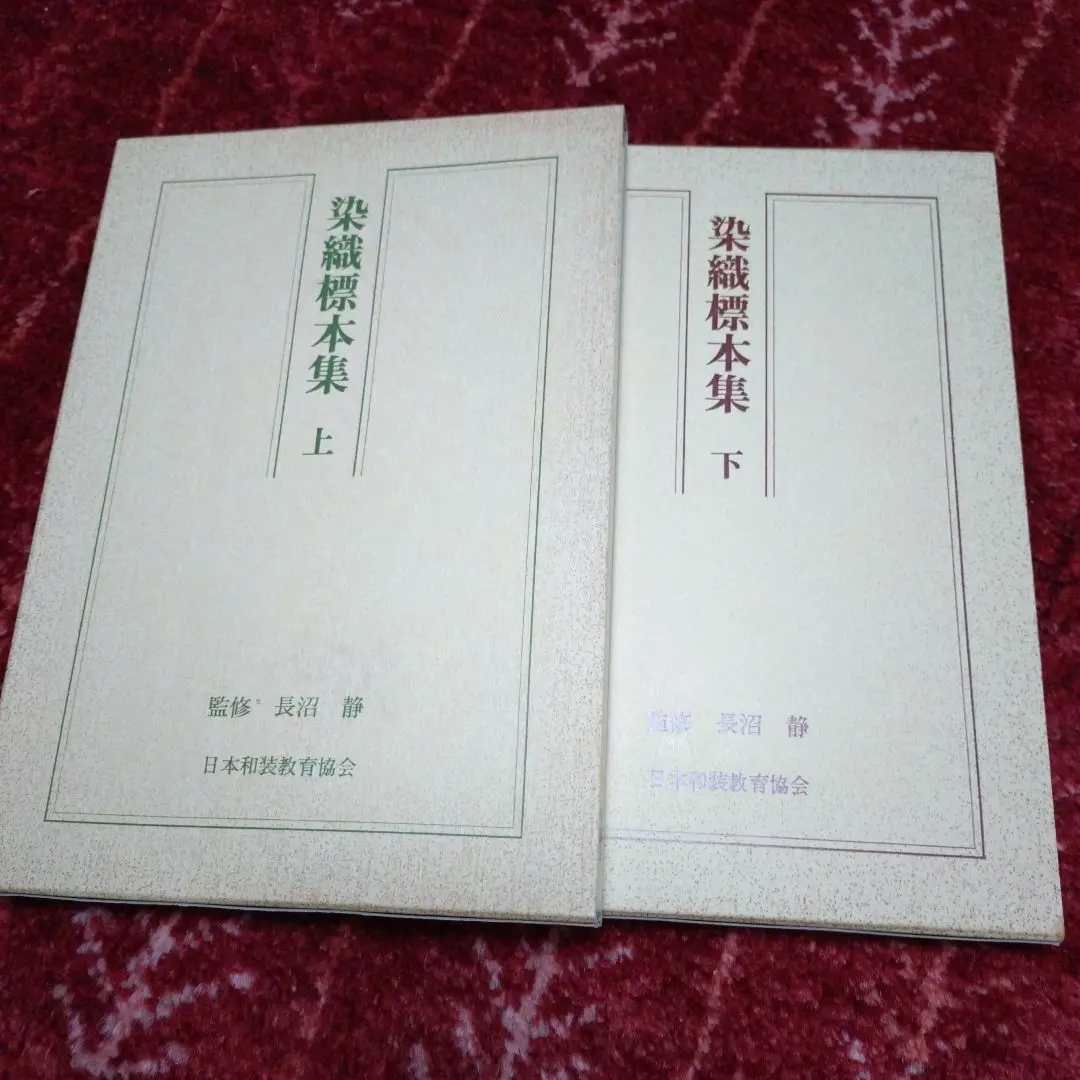 染織標本集 上
監修 長沼 静
日本和装教育協会
染織標本集 下
監修 長沼 静
日本和装教育協会